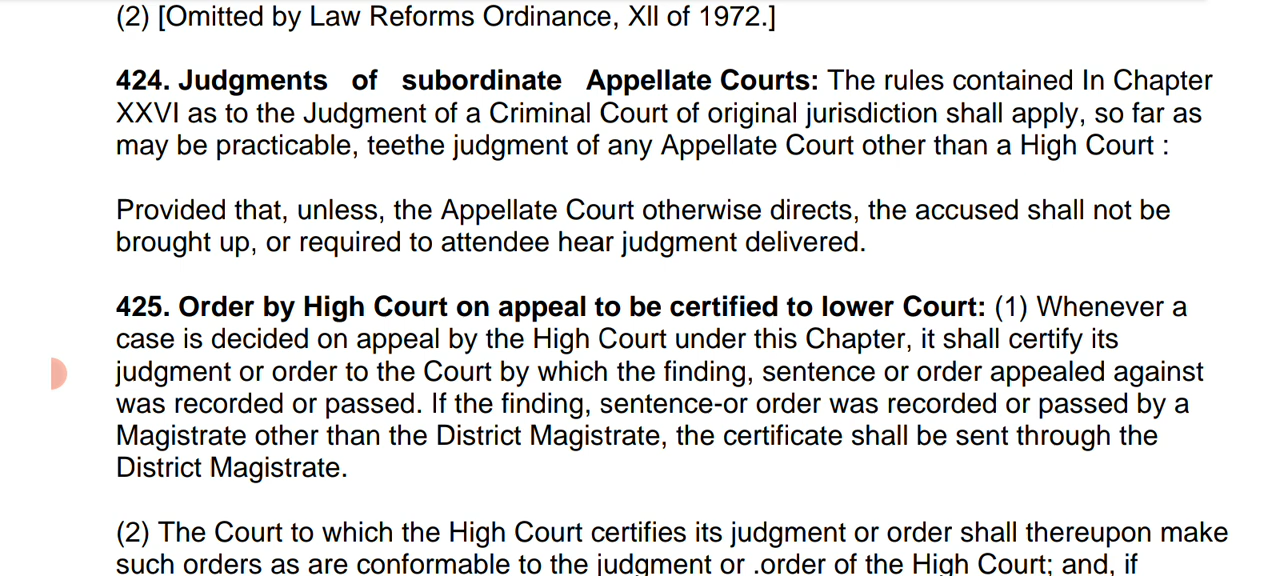 (2) [Omitted by Law Reforms Ordinance, XII of 1972.]
424. Judgments of subordinate Appellate Courts: The rules contained In Chapter
XXVI as to the Judgment of a Criminal Court of original jurisdiction shall apply, so far as
may be practicable, teethe judgment of any Appellate Court other than a High Court :
Provided that, unless, the Appellate Court otherwise directs, the accused shall not be
brought up, or required to attendee hear judgment delivered.
425. Order by High Court on appeal to be certified to lower Court: (1) Whenever a
case is decided on appeal by the High Court under this Chapter, it shall certify its
judgment or order to the Court by which the finding, sentence or order appealed against
was recorded or passed. If the finding, sentence-or order was recorded or passed by a
Magistrate other than the District Magistrate, the certificate shall be sent through the
District Magistrate.
(2) The Court to which the High Court certifies its judgment or order shall thereupon make
such orders as are conformable to the judgment or .order of the High Court; and, if